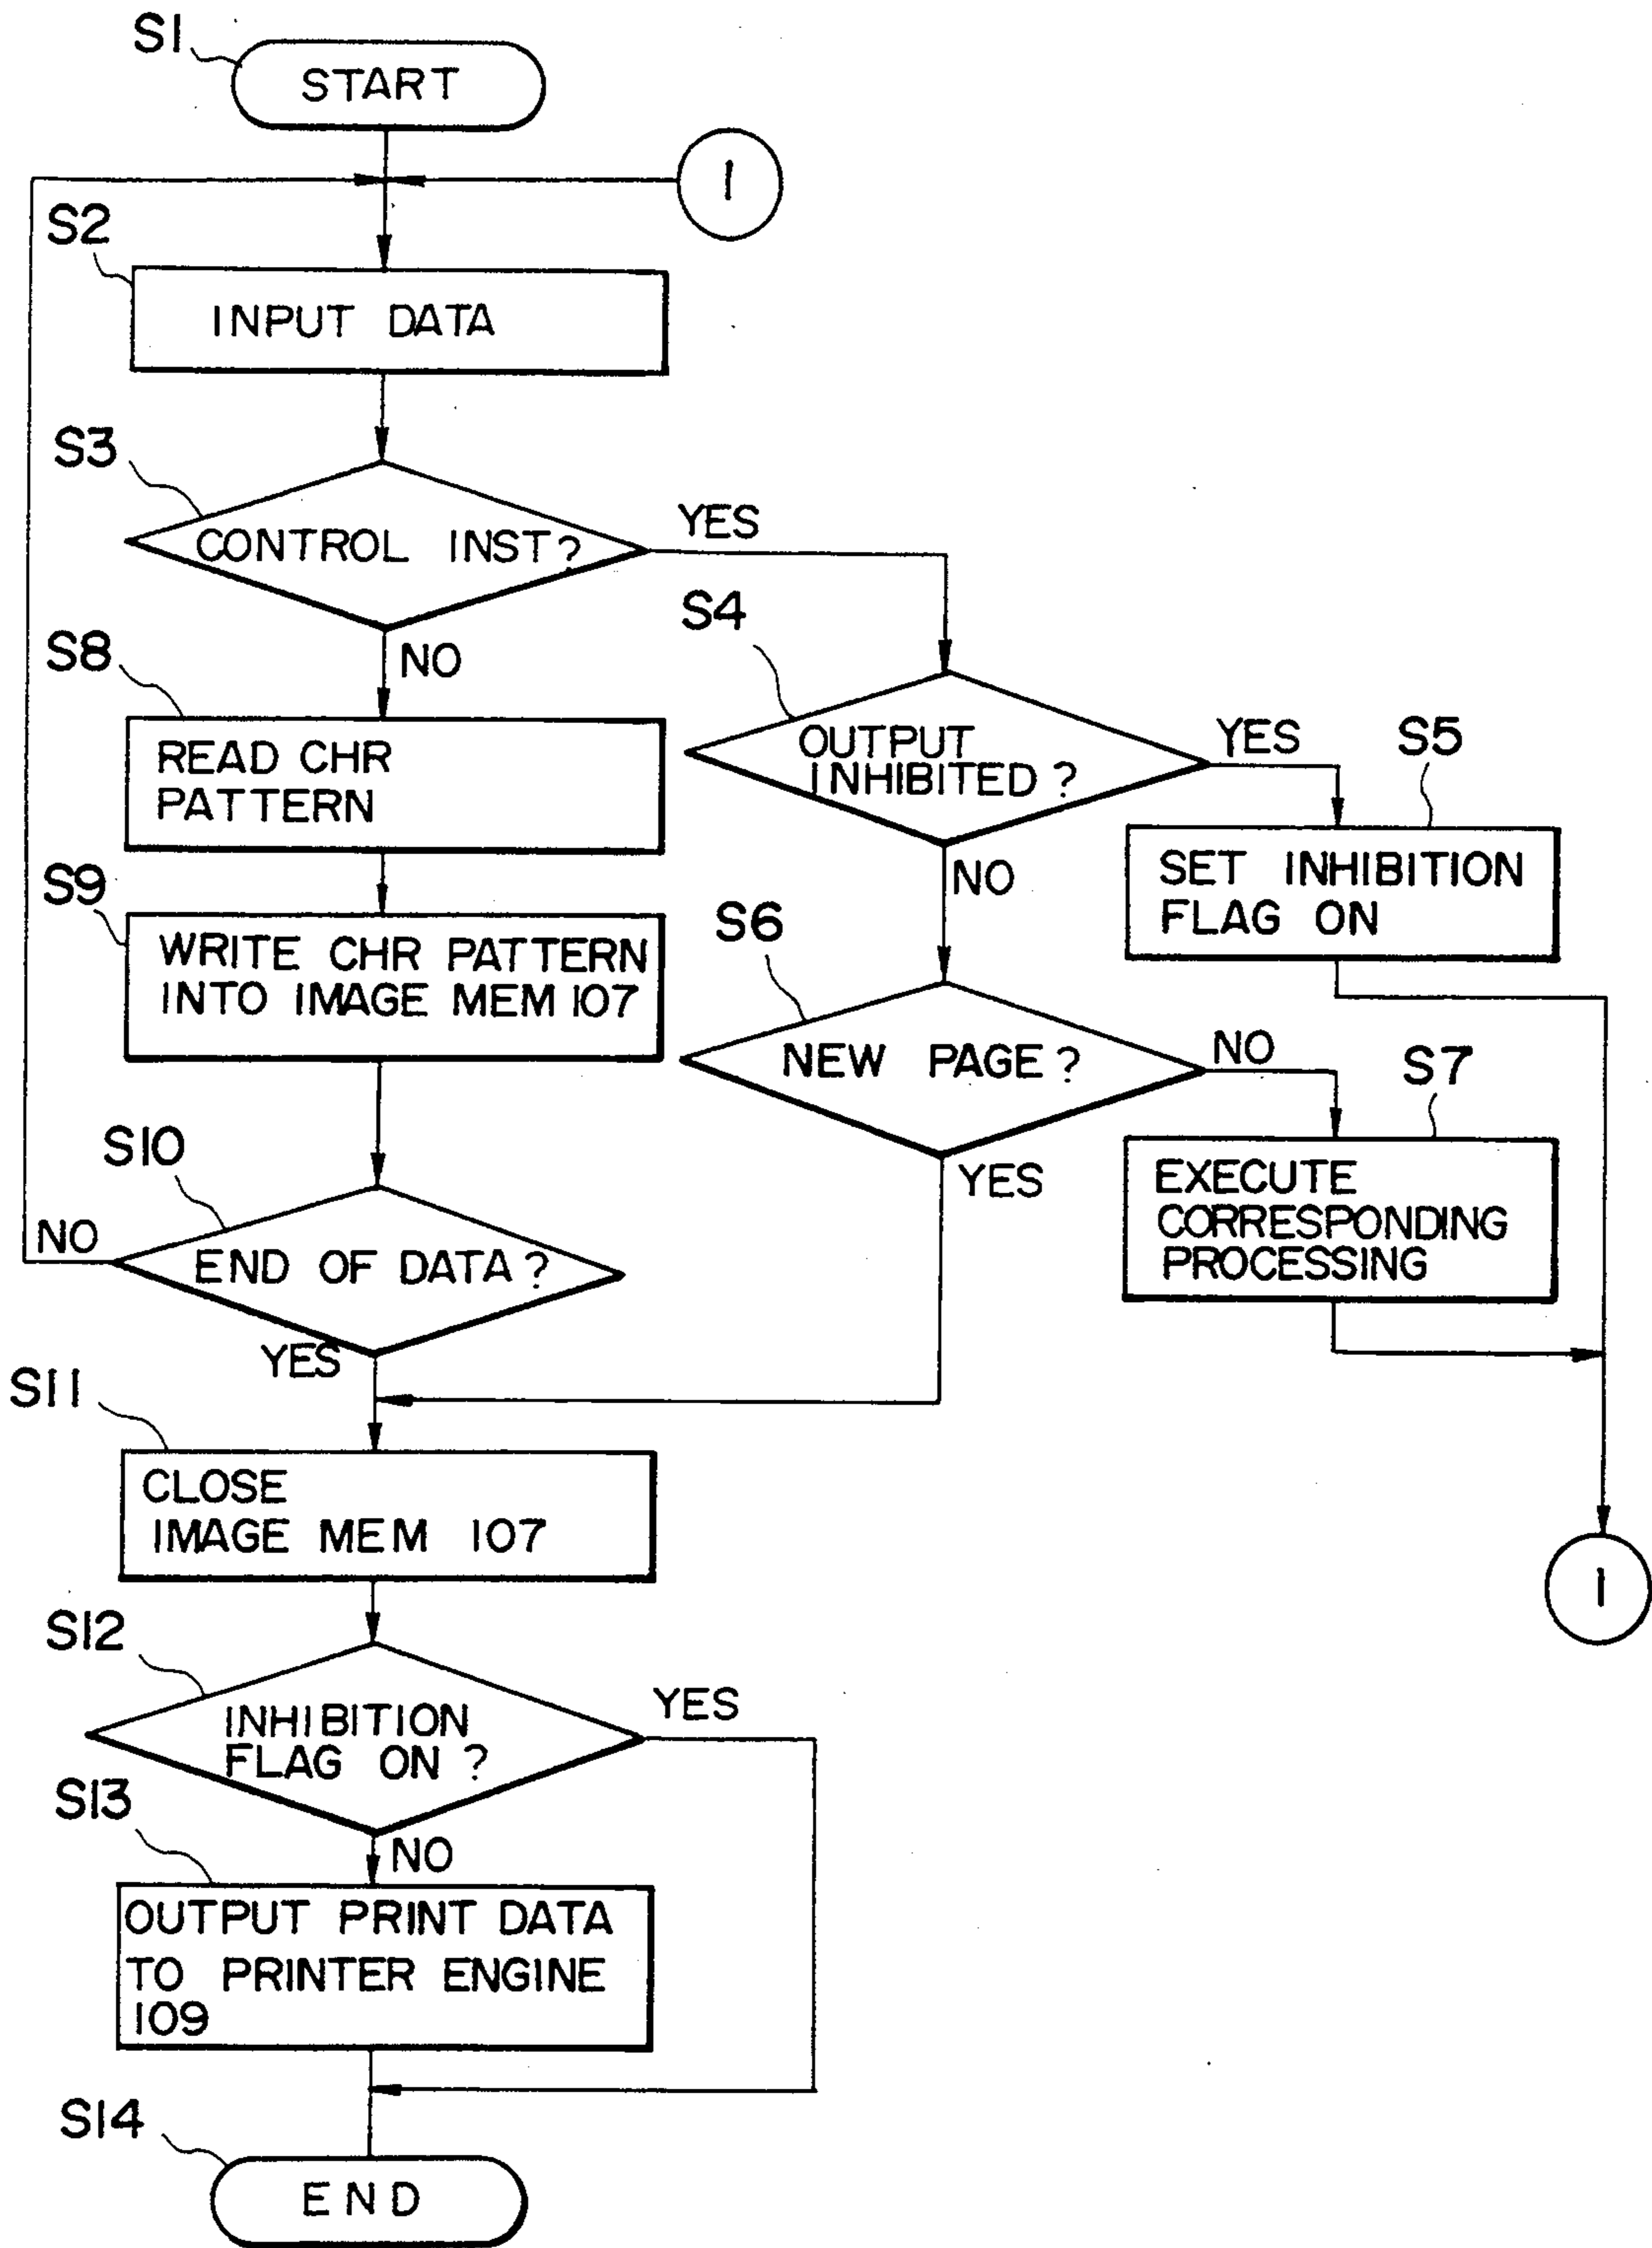 S1
START
1
S2
INPUT DATA
S3
CONTROL INST?
YES
NO
S4
OUTPUT
INHIBITED?
YES
S5
SET INHIBITION
FLAG ON
NO
S8
READ CHR
PATTERN
S9
WRITE CHR PATTERN
INTO IMAGE MEM 107
S6
NEW PAGE?
NO
S7
EXECUTE
CORRESPONDING
PROCESSING
YES
S10
NO
END OF DATA?
YES
S11
CLOSE
IMAGE MEM 107
1
S12
INHIBITION
FLAG ON?
YES
S13
NO
OUTPUT PRINT DATA
TO PRINTER ENGINE
109
S14
END